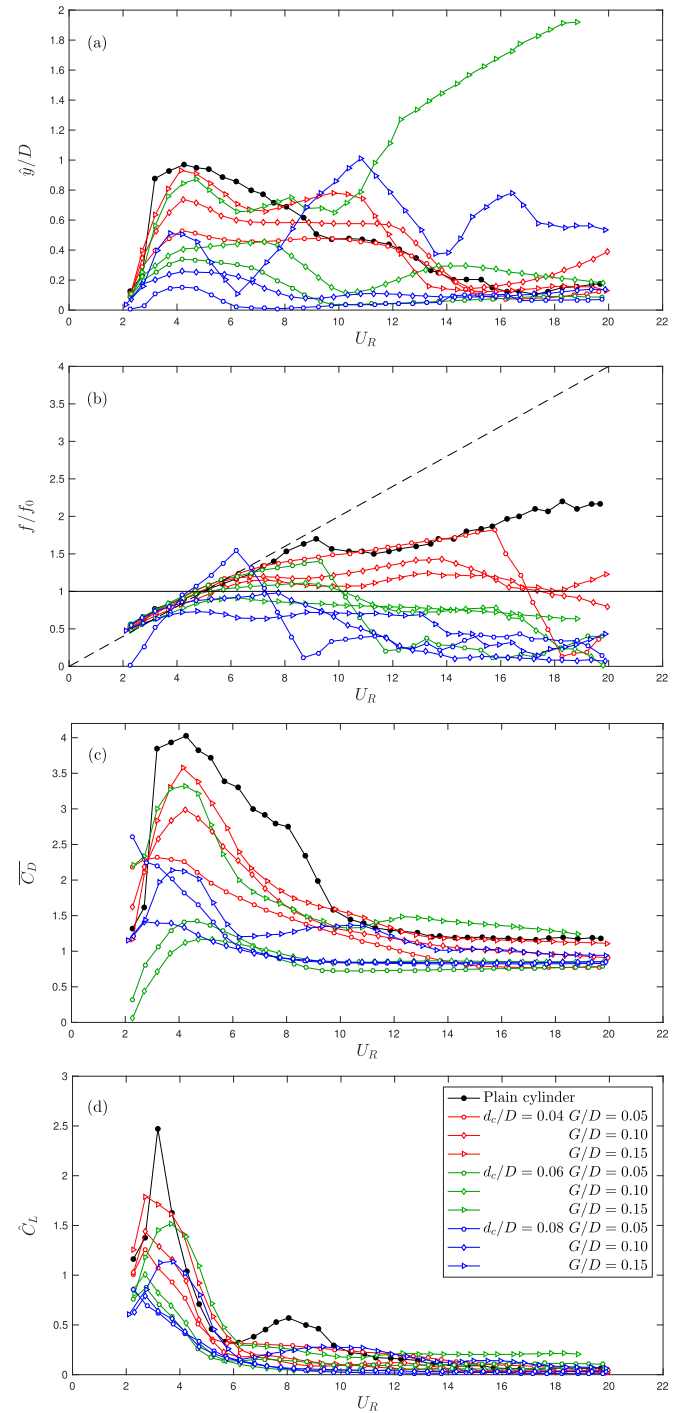 2
1.8
1.6
1.4
1.2
1
0.8
0.6
0.4
0.2
0
(a)
ŷ/D
0 2 4 6 8 10 12 14 16 18 20 22
U_R
4
3.5
3
2.5
2
1.5
1
0.5
0
(b)
f/f_0
0 2 4 6 8 10 12 14 16 18 20 22
U_R
4
3.5
3
2.5
2
1.5
1
0.5
0
(c)
\overline{C_D}
0 2 4 6 8 10 12 14 16 18 20 22
U_R
3
2.5
2
1.5
1
0.5
0
(d)
Ĉ_L
0 2 4 6 8 10 12 14 16 18 20 22
U_R
Plain cylinder
d_c/D = 0.04 G/D = 0.05
G/D = 0.10
G/D = 0.15
d_c/D = 0.06 G/D = 0.05
G/D = 0.10
G/D = 0.15
d_c/D = 0.08 G/D = 0.05
G/D = 0.10
G/D = 0.15